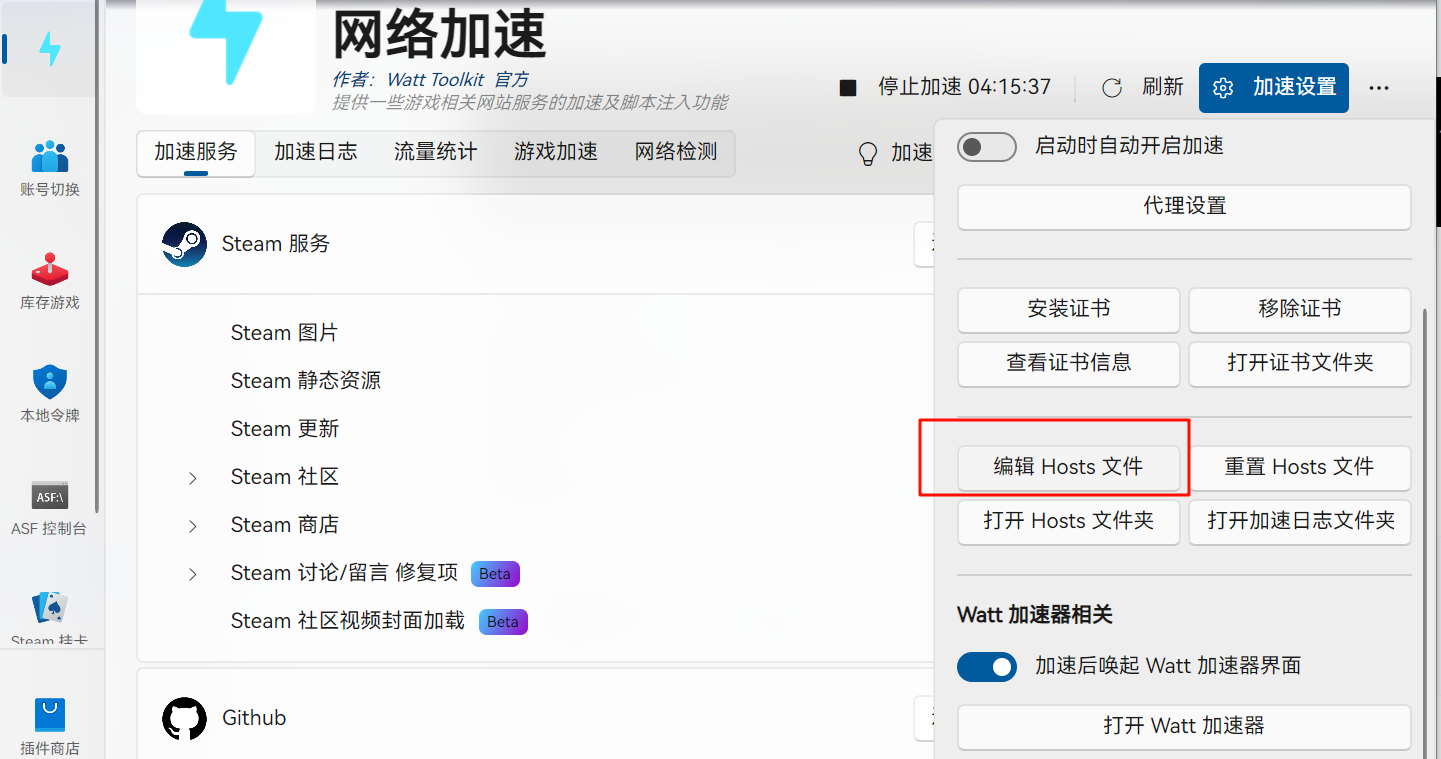 网络加速
作者：Watt Toolkit 官方
提供一些游戏相关网站服务的加速及脚本注入功能
停止加速 04:15:37
刷新
加速设置
账号切换
库存游戏
本地令牌
ASF:\
ASF 控制台
Steam 挂卡
插件商店
加速服务
加速日志
流量统计
游戏加速
网络检测
加速
Steam 服务
Steam 图片
Steam 静态资源
Steam 更新
Steam 社区
Steam 商店
Steam 讨论/留言 修复项 Beta
Steam 社区视频封面加载 Beta
Github
启动时自动开启加速
代理设置
安装证书
移除证书
查看证书信息
打开证书文件夹
编辑 Hosts 文件
重置 Hosts 文件
打开 Hosts 文件夹
打开加速日志文件夹
Watt 加速器相关
加速后唤起 Watt 加速器界面
打开 Watt 加速器